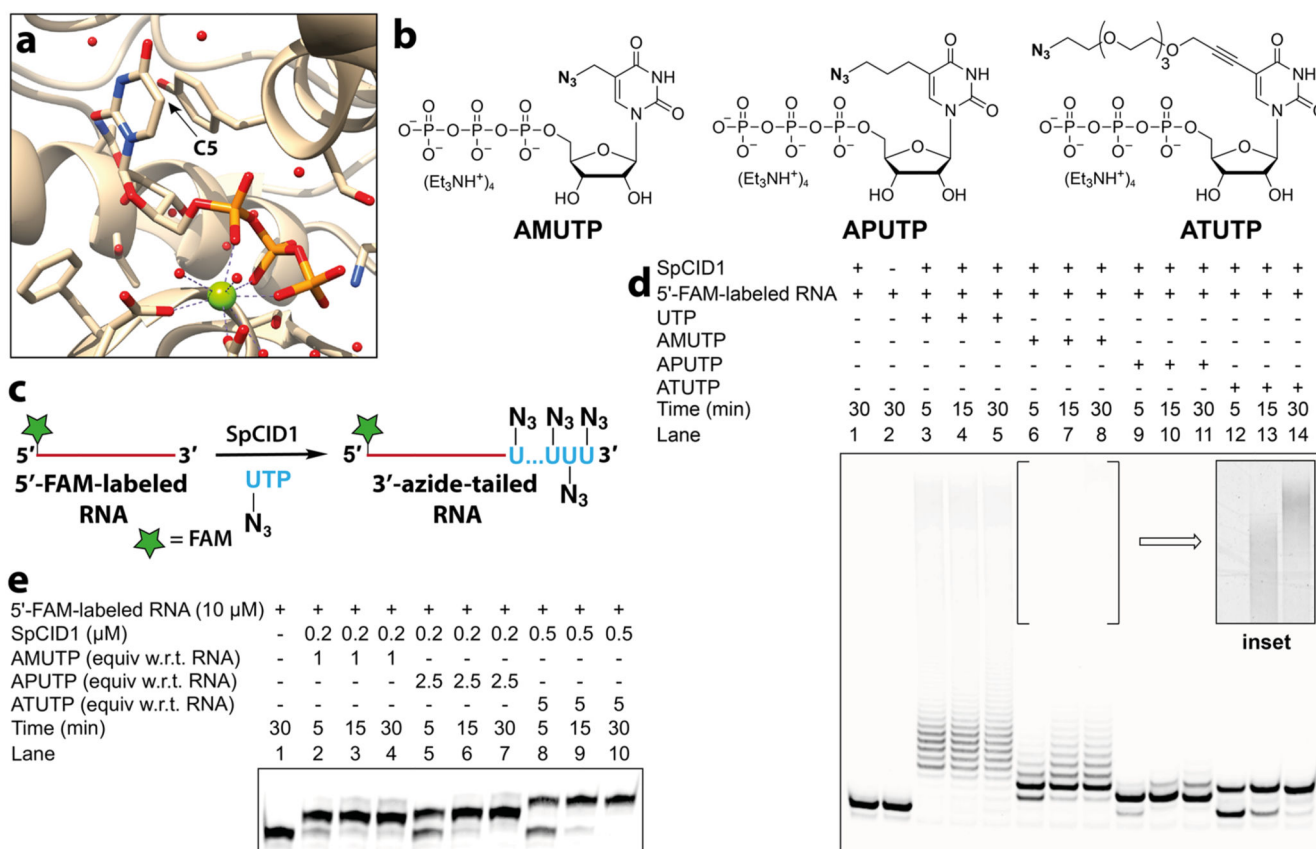 a
C5
b
N₃
O
NH
N
O
O O O
⁻O-P-O-P-O-P-O
O⁻ O⁻ O⁻
O
(Et₃NH⁺)₄
HO OH
AMUTP
N₃
O
NH
N
O
O O O
⁻O-P-O-P-O-P-O
O⁻ O⁻ O⁻
O
(Et₃NH⁺)₄
HO OH
APUTP
N₃ (O )₃ O
O
NH
N
O
O O O
⁻O-P-O-P-O-P-O
O⁻ O⁻ O⁻
O
(Et₃NH⁺)₄
HO OH
ATUTP
c
5′ 3′
5′-FAM-labeled
RNA
SpCID1
UTP
N₃
= FAM
N₃ N₃ N₃
5′ U...UUU 3′
N₃
3′-azide-tailed
RNA
d
SpCID1 + - + + + + + + + + + + + +
5'-FAM-labeled RNA + + + + + + + + + + + + + +
UTP - - + + + - - - - - - - - -
AMUTP - - - - - + + + - - - - - -
APUTP - - - - - - - - + + + - - -
ATUTP - - - - - - - - - - - + + +
Time (min) 30 30 5 15 30 5 15 30 5 15 30 5 15 30
Lane 1 2 3 4 5 6 7 8 9 10 11 12 13 14
inset
e
5'-FAM-labeled RNA (10 μM) + + + + + + + + + +
SpCID1 (μM) - 0.2 0.2 0.2 0.2 0.2 0.2 0.5 0.5 0.5
AMUTP (equiv w.r.t. RNA) - 1 1 1 - - - - - -
APUTP (equiv w.r.t. RNA) - - - - 2.5 2.5 2.5 - - -
ATUTP (equiv w.r.t. RNA) - - - - - - - 5 5 5
Time (min) 30 5 15 30 5 15 30 5 15 30
Lane 1 2 3 4 5 6 7 8 9 10